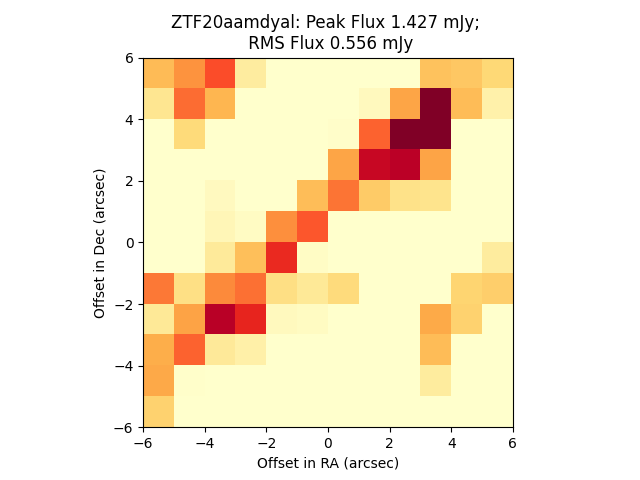 ZTF20aamdyal: Peak Flux 1.427 mJy;
RMS Flux 0.556 mJy
6
4
2
0
−2
−4
−6
Offset in Dec (arcsec)
−6 −4 −2 0 2 4 6
Offset in RA (arcsec)